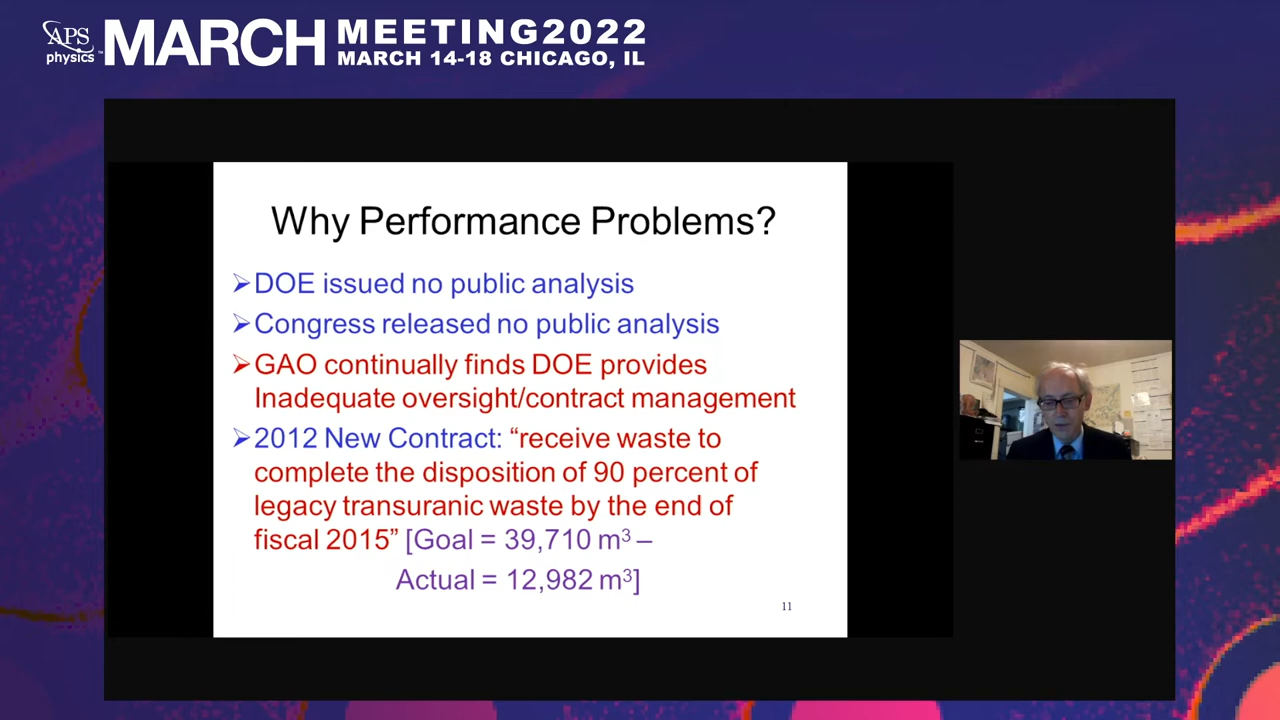 APS
physics
MARCH
MEETING2022
MARCH 14-18 CHICAGO, IL
Why Performance Problems?
➢DOE issued no public analysis
➢Congress released no public analysis
➢GAO continually finds DOE provides
Inadequate oversight/contract management
➢2012 New Contract: “receive waste to
complete the disposition of 90 percent of
legacy transuranic waste by the end of
fiscal 2015” [Goal = 39,710 m³ –
Actual = 12,982 m³]
11